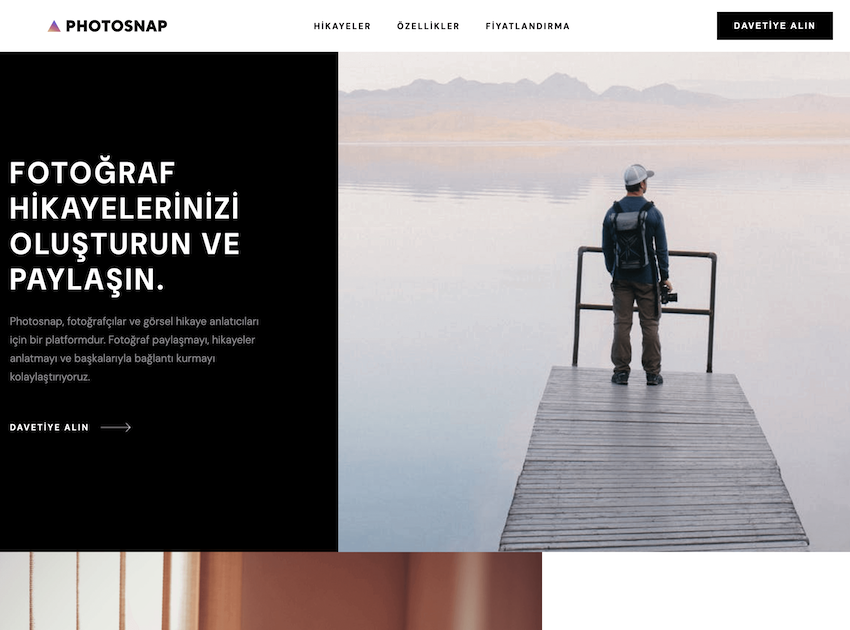 PHOTOSNAP
HİKAYELER
ÖZELLİKLER
FİYATLANDIRMA
DAVETİYE ALIN
FOTOĞRAF
HİKAYELERİNİZİ
OLUŞTURUN VE
PAYLAŞIN.
Photosnap, fotoğrafçılar ve görsel hikaye anlatıcıları
için bir platformdur. Fotoğraf paylaşmayı, hikayeler
anlatmayı ve başkalarıyla bağlantı kurmayı
kolaylaştırıyoruz.
DAVETİYE ALIN